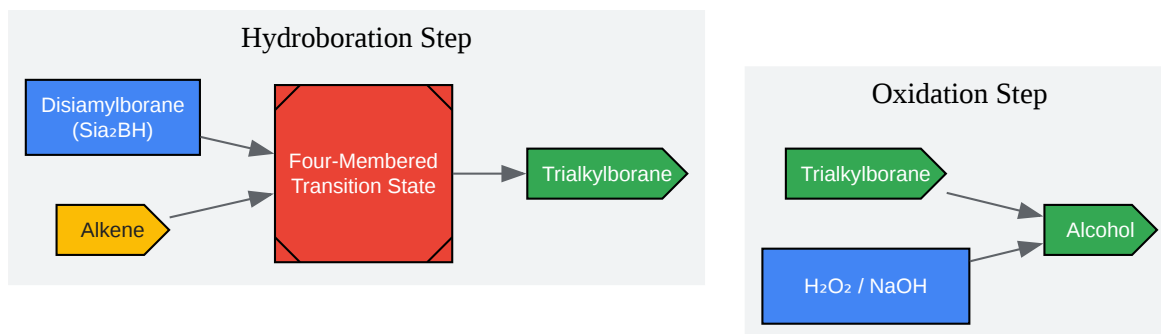 Hydroboration Step
Disiamylborane
(Sia₂BH)
Alkene
Four-Membered
Transition State
Trialkylborane
Oxidation Step
Trialkylborane
H₂O₂ / NaOH
Alcohol